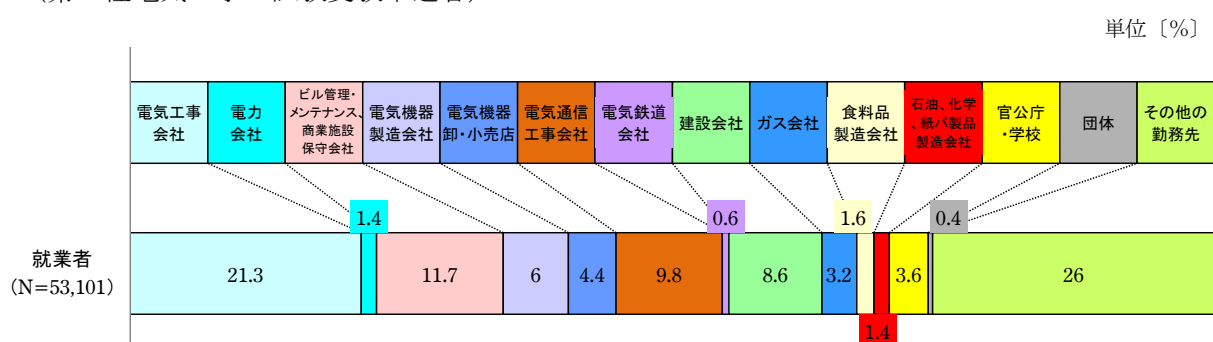 単位〔%〕
電気工事
会社
電力
会社
ビル管理・
メンテナンス、
商業施設
保守会社
電気機器
製造会社
電気機器
卸・小売店
電気通信
工事会社
電気鉄道
会社
建設会社
ガス会社
食料品
製造会社
石油、化学
、紙パ製品
製造会社
官公庁
・学校
団体
その他の
勤務先
1.4
0.6
1.6
0.4
就業者
(N=53,101)
21.3
11.7
6
4.4
9.8
8.6
3.2
3.6
26
1.4